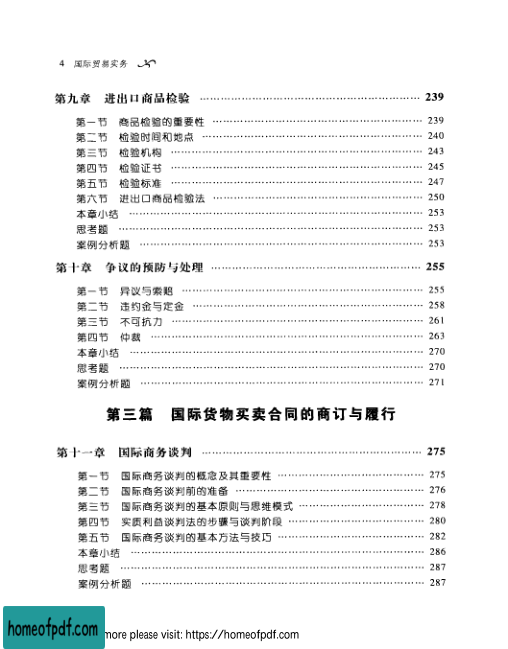 4 国际贸易实务
第九章 进出口商品检验 …… 239
第一节 商品检验的重要性 …… 239
第二节 检验时间和地点 …… 240
第三节 检验机构 …… 243
第四节 检验证书 …… 245
第五节 检验标准 …… 247
第六节 进出口商品检验法 …… 250
本章小结 …… 253
思考题 …… 253
案例分析题 …… 253
第十章 争议的预防与处理 …… 255
第一节 异议与索赔 …… 255
第二节 违约金与定金 …… 258
第三节 不可抗力 …… 261
第四节 仲裁 …… 263
本章小结 …… 270
思考题 …… 270
案例分析题 …… 271
第三篇 国际货物买卖合同的商订与履行
第十一章 国际商务谈判 …… 275
第一节 国际商务谈判的概念及其重要性 …… 275
第二节 国际商务谈判前的准备 …… 276
第三节 国际商务谈判的基本原则与思维模式 …… 278
第四节 实质利益谈判法的步骤与谈判阶段 …… 280
第五节 国际商务谈判的基本方法与技巧 …… 282
本章小结 …… 286
思考题 …… 287
案例分析题 …… 287
homeofpdf.com more please visit: https://homeofpdf.com